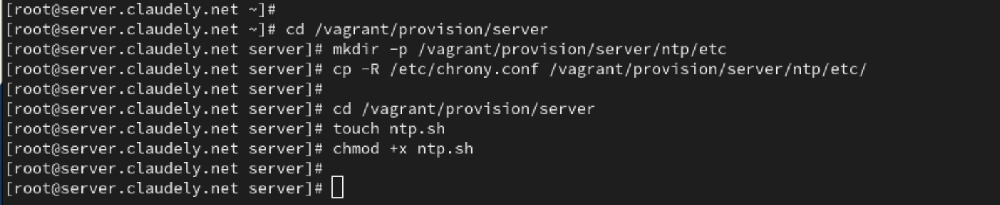 [root@server.claudely.net ~]#
[root@server.claudely.net ~]# cd /vagrant/provision/server
[root@server.claudely.net server]# mkdir -p /vagrant/provision/server/ntp/etc
[root@server.claudely.net server]# cp -R /etc/chrony.conf /vagrant/provision/server/ntp/etc/
[root@server.claudely.net server]#
[root@server.claudely.net server]# cd /vagrant/provision/server
[root@server.claudely.net server]# touch ntp.sh
[root@server.claudely.net server]# chmod +x ntp.sh
[root@server.claudely.net server]#
[root@server.claudely.net server]#